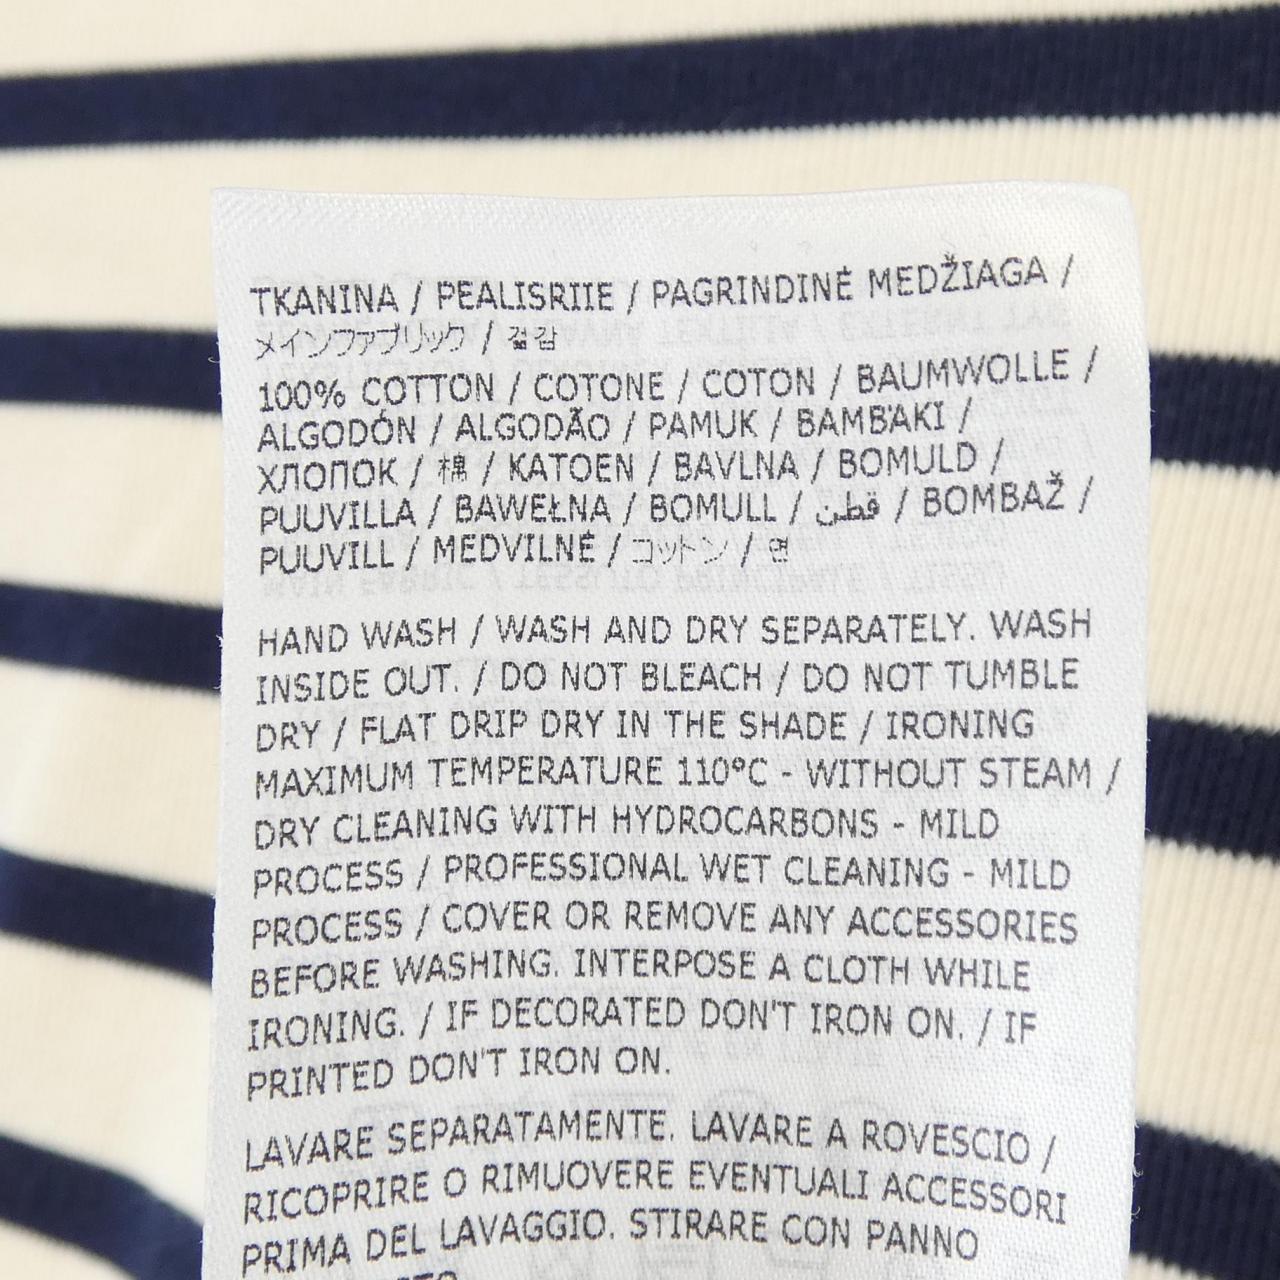 TKANINA / PEALISRIIE / PAGRINDINĖ MEDŽIAGA /
メインファブリック / 겉감
100% COTTON / COTONE / COTON / BAUMWOLLE /
ALGODÓN / ALGODÃO / PAMUK / BAMBAKI /
ХЛОПОК / 棉 / KATOEN / BAVLNA / BOMULD /
PUUVILLA / BAWEŁNA / BOMULL / قطن / BOMBAŽ /
PUUVILL / MEDVILNĖ / コットン / 면
HAND WASH / WASH AND DRY SEPARATELY. WASH
INSIDE OUT. / DO NOT BLEACH / DO NOT TUMBLE
DRY / FLAT DRIP DRY IN THE SHADE / IRONING
MAXIMUM TEMPERATURE 110°C - WITHOUT STEAM /
DRY CLEANING WITH HYDROCARBONS - MILD
PROCESS / PROFESSIONAL WET CLEANING - MILD
PROCESS / COVER OR REMOVE ANY ACCESSORIES
BEFORE WASHING. INTERPOSE A CLOTH WHILE
IRONING. / IF DECORATED DON'T IRON ON. / IF
PRINTED DON'T IRON ON.
LAVARE SEPARATAMENTE. LAVARE A ROVESCIO /
RICOPRIRE O RIMUOVERE EVENTUALI ACCESSORI
PRIMA DEL LAVAGGIO. STIRARE CON PANNO